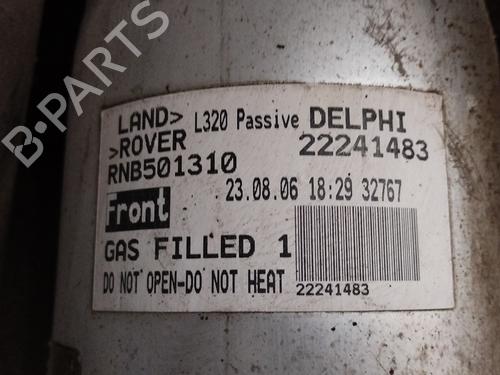 B-PARTS
LAND> L320 Passive DELPHI
>ROVER 22241483
RNB501310
Front 23.08.06 18:29 32767
GAS FILLED 1
DO NOT OPEN-DO NOT HEAT
22241483